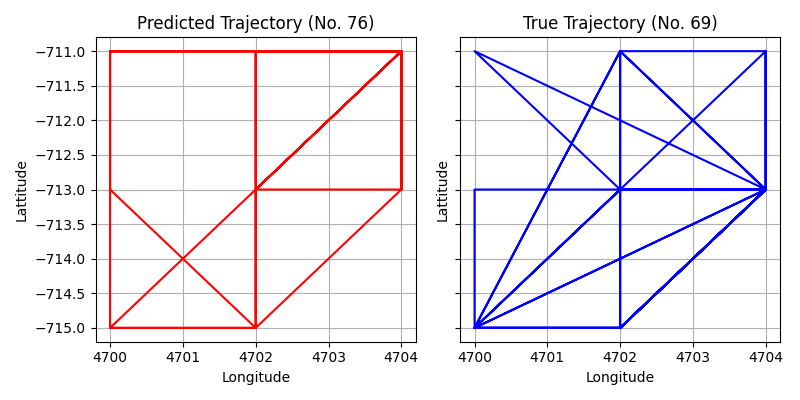 Predicted Trajectory (No. 76)
True Trajectory (No. 69)
−711.0
−711.5
−712.0
−712.5
−713.0
−713.5
−714.0
−714.5
−715.0
Lattitude
Lattitude
4700 4701 4702 4703 4704
4700 4701 4702 4703 4704
Longitude
Longitude